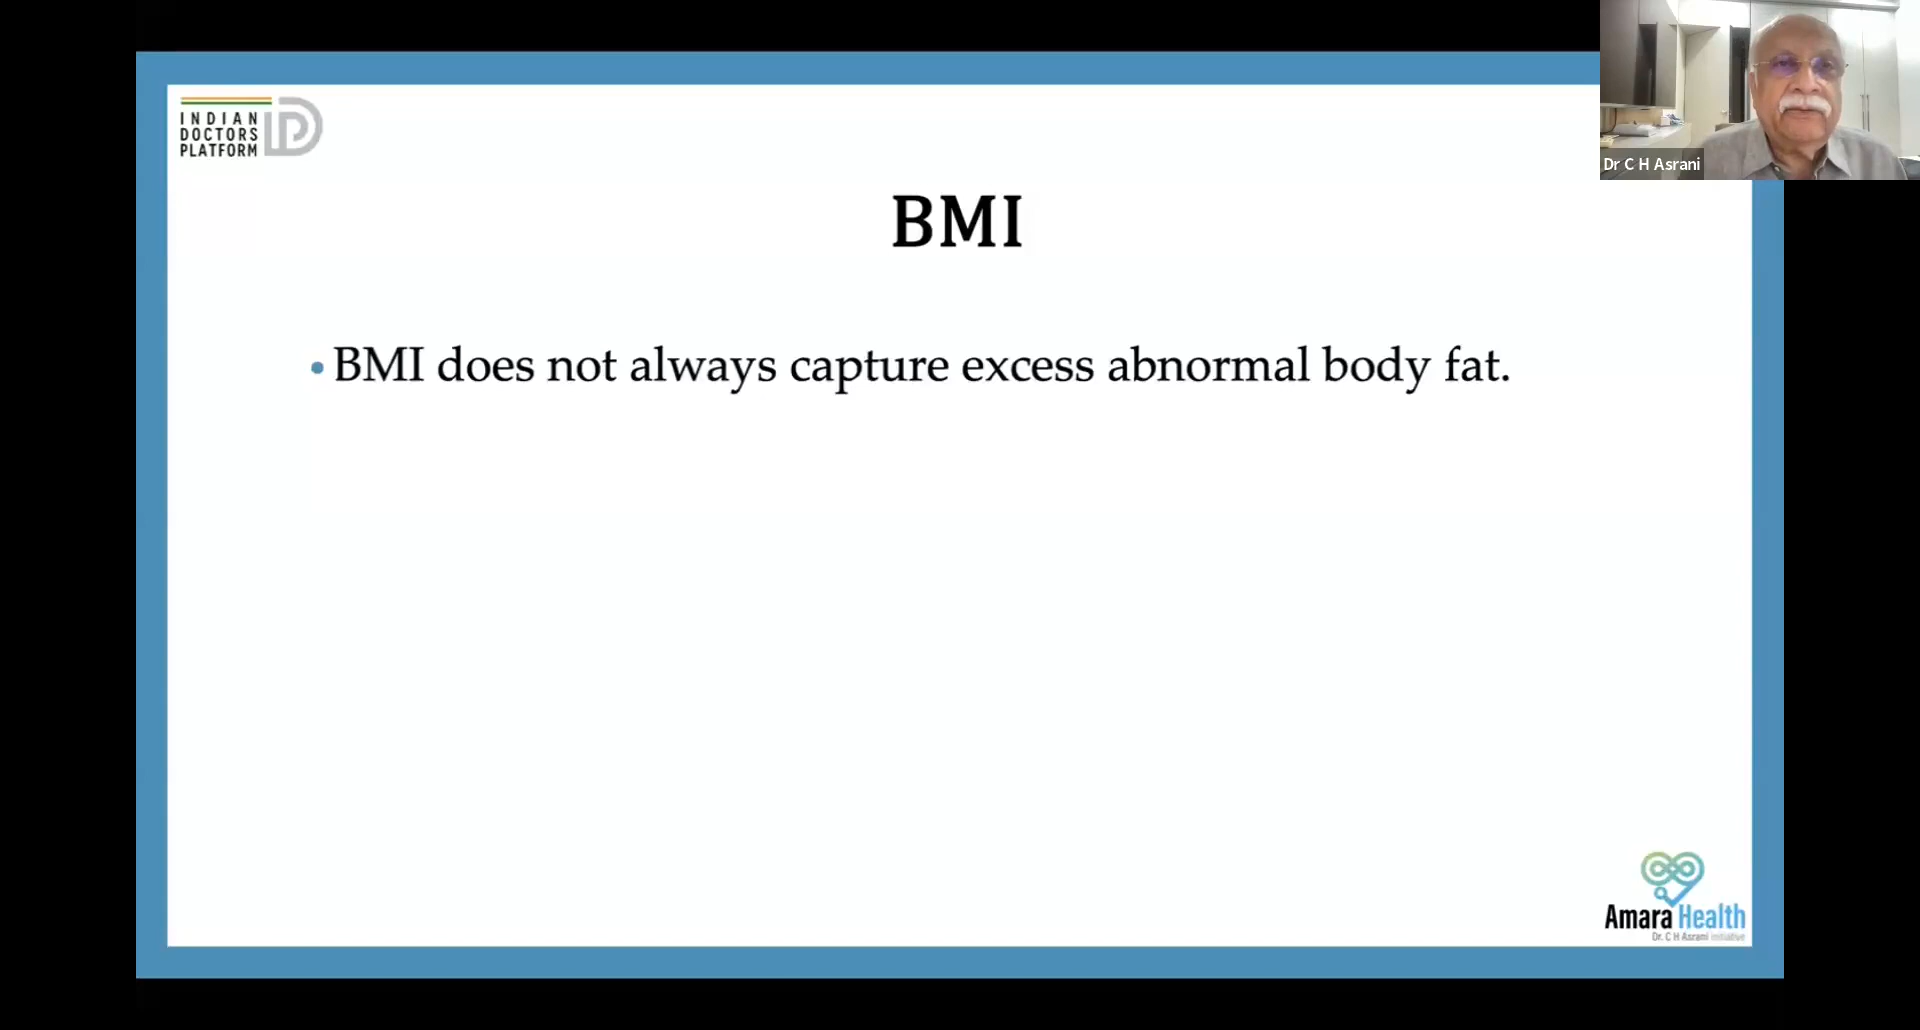 INDIAN
DOCTORS
PLATFORM
Dr C H Asrani
BMI
• BMI does not always capture excess abnormal body fat.
Amara Health
Dr. C H Asrani initiative